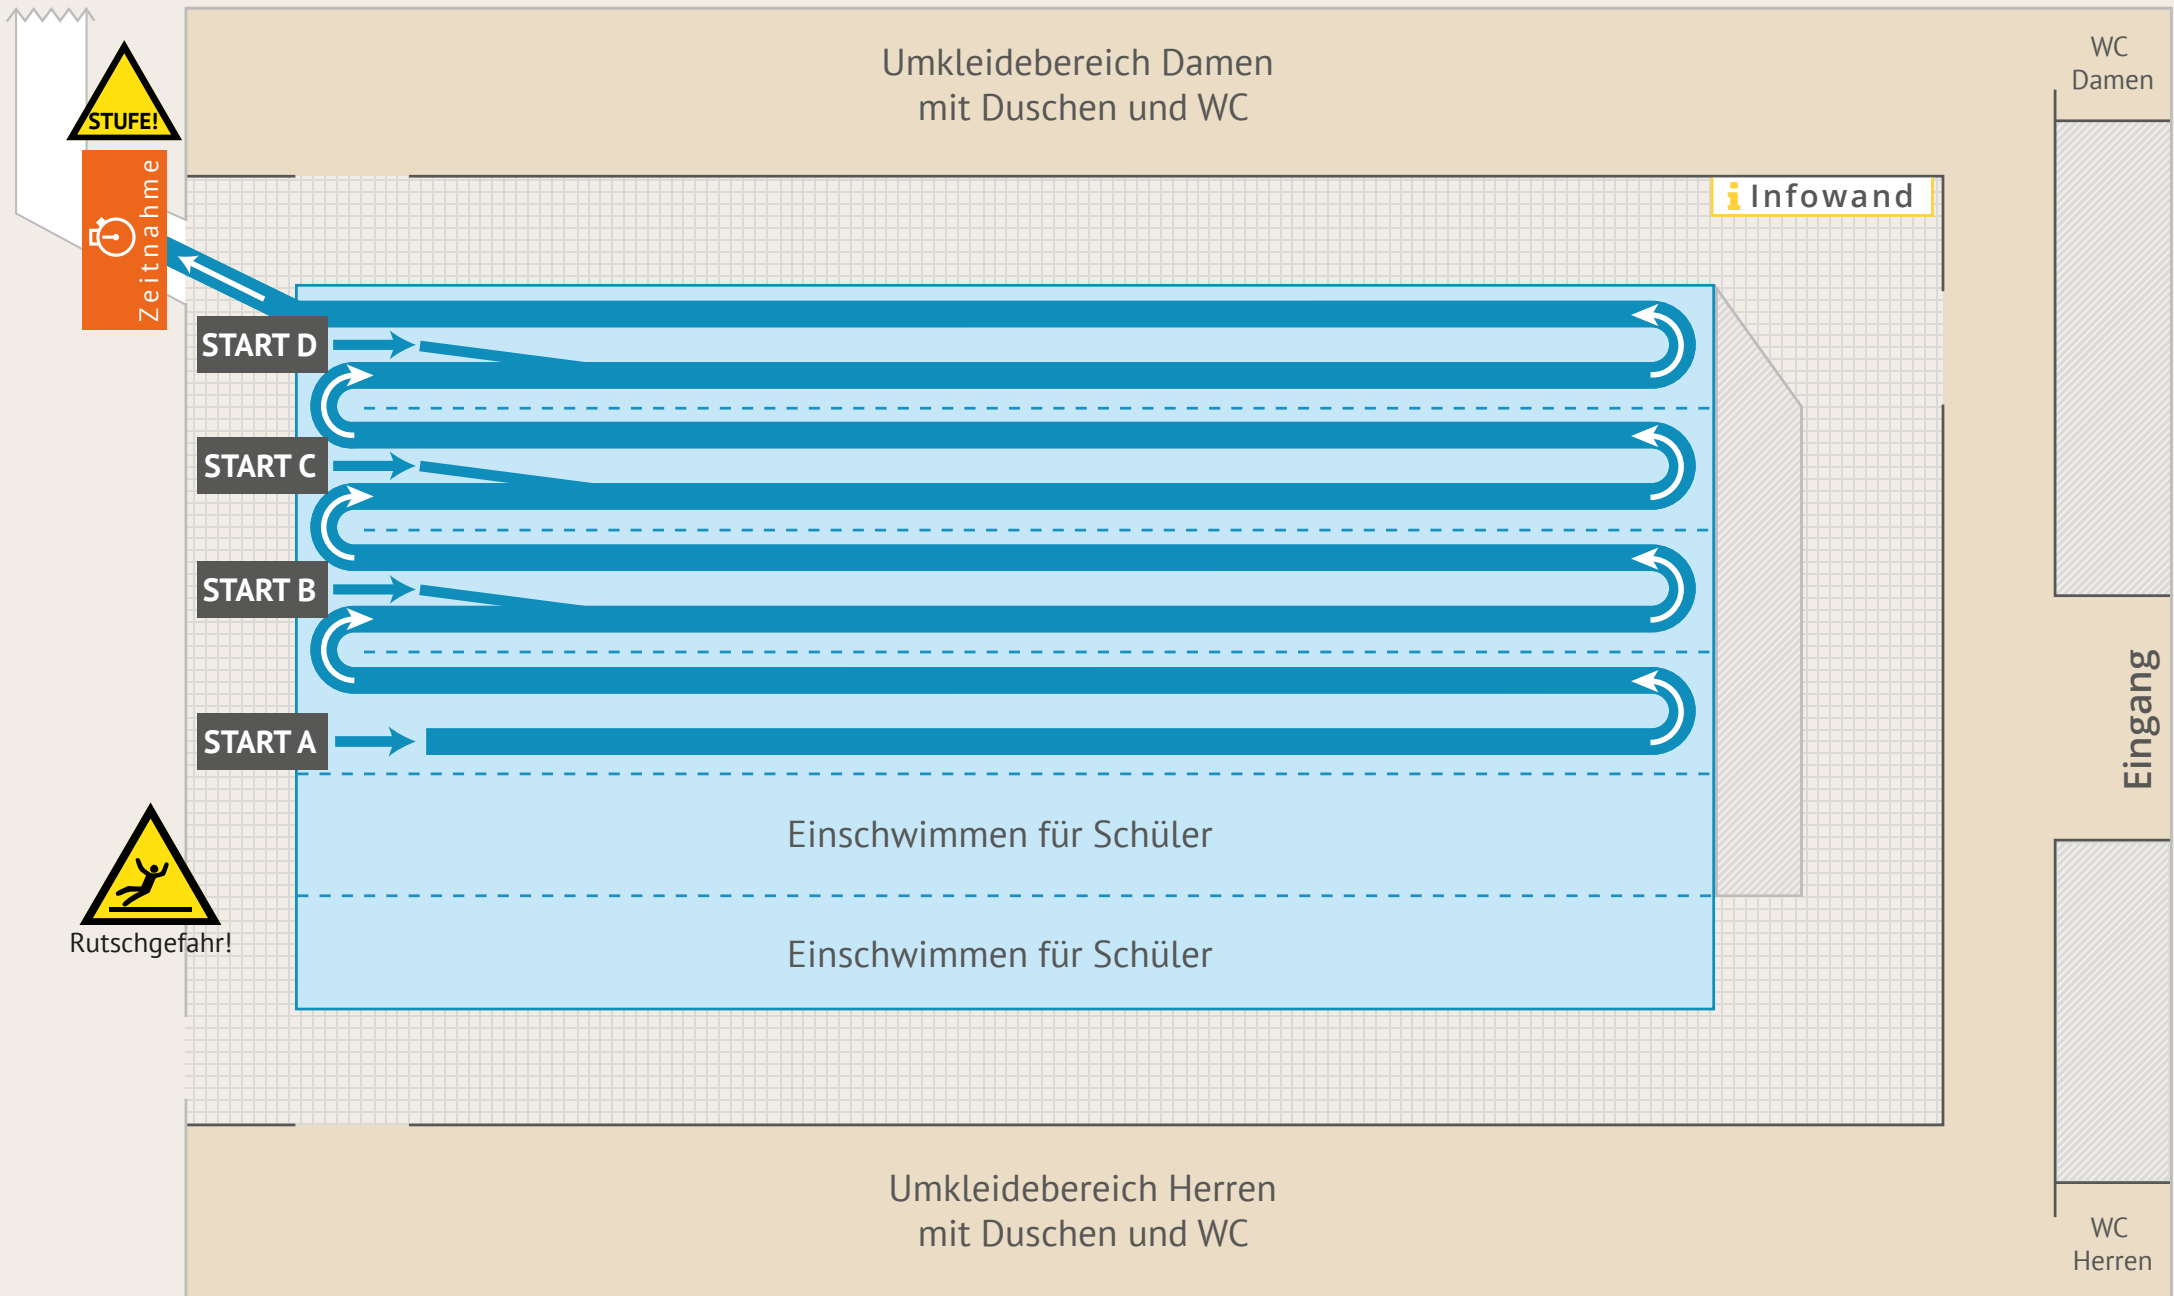 Umkleidebereich Damen
mit Duschen und WC
WC
Damen
STUFE!
Zeitnahme
i Infowand
START D
START C
START B
START A
Eingang
Einschwimmen für Schüler
Rutschgefahr!
Einschwimmen für Schüler
Umkleidebereich Herren
mit Duschen und WC
WC
Herren